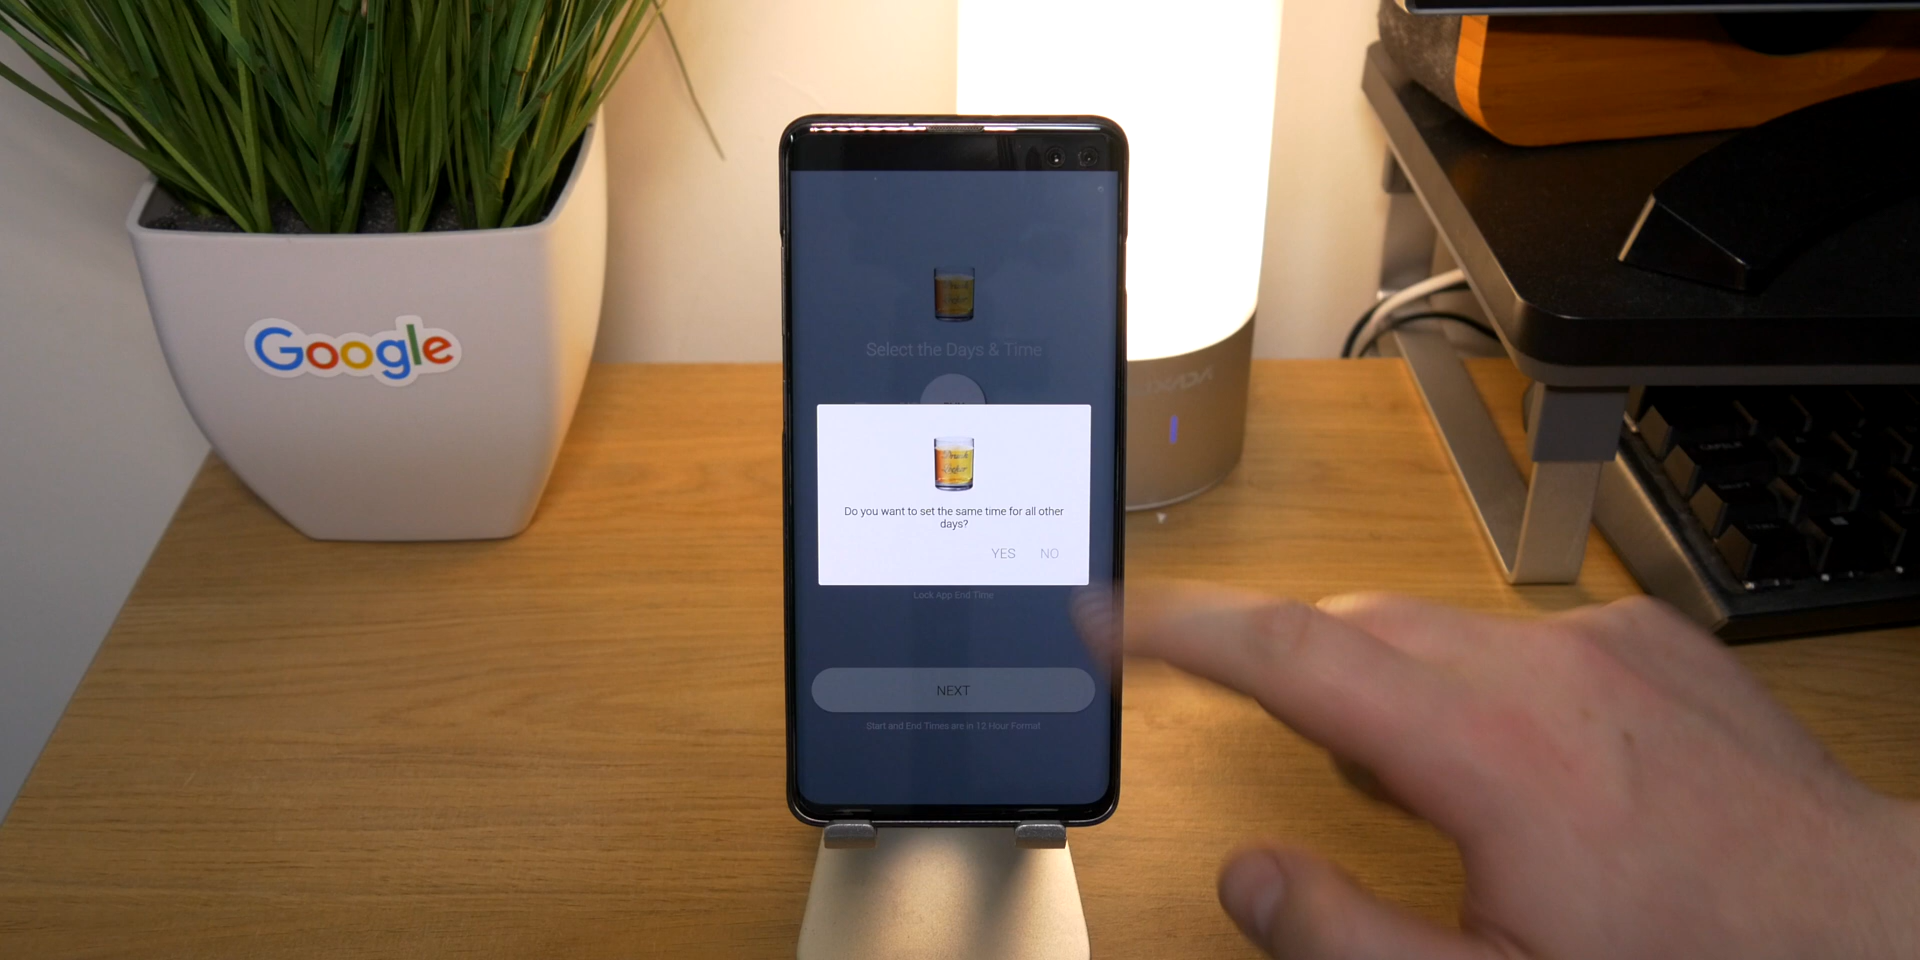 Google
Select the Days & Time
Do you want to set the same time for all other
days?
YES NO
Lock App End Time
NEXT
Start and End Times are in 12 Hour Format